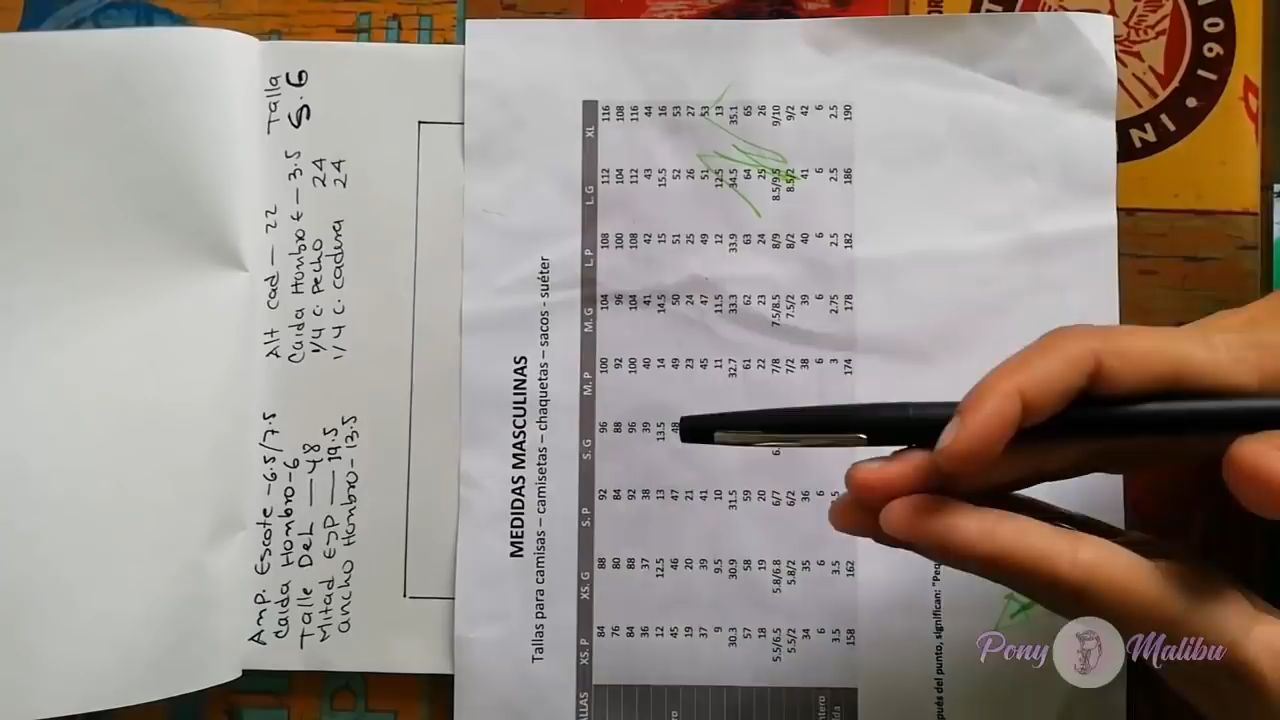 Amp. Escote -6.5/7.5
Caida Hombro-6
Talle Del — 48
Mitad ESP — 19.5
ancho Hombro-13.5
Alt cad — 22
Caida Hombro € — 3.5
1/4 c. Pecho 24
1/4 c. cadera 24
Talla
S.G
MEDIDAS MASCULINAS
Tallas para camisas – camisetas – chaquetas – sacos – suéter
ALLAS XS. P XS. G S. P S. G M. P M. G L. P L. G XL
84 88 92 96 100 104 108 112 116
76 80 84 88 92 96 100 104 108
84 88 92 96 100 104 108 112 116
36 37 38 39 40 41 42 43 44
12 12.5 13 13.5 14 14.5 15 15.5 16
45 46 47 48 49 50 51 52 53
19 20 21 23 24 25 26 27
37 39 41 45 47 49 51 53
9 9.5 10 11 11.5 12 12.5 13
30.3 30.9 31.5 32.7 33.3 33.9 34.5 35.1
57 58 59 61 62 63 64 65
18 19 20 22 23 24 25 26
5.5/6.5 5.8/6.8 6/7 6. 7/8 7.5/8.5 8/9 8.5/9.5 9/10
5.5/2 5.8/2 6/2 7/2 7.5/2 8/2 8.5/2 9/2
34 35 36 38 39 40 41 42
6 6 6 6 6 6 6 6
3.5 3.5 .5 3 2.75 2.5 2.5 2.5
158 162 174 178 182 186 190
pués del punto, significan: "Peq
1901
IN
Pony Malibu